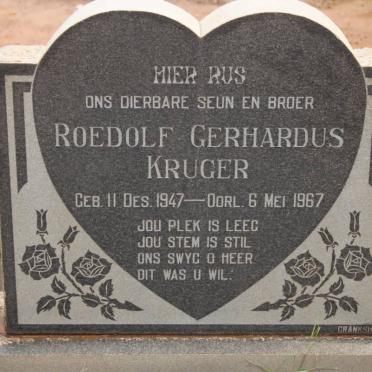 HIER RUS
ONS DIERBARE SEUN EN BROER
ROEDOLF GERHARDUS
KRUGER
GEB. 11 DES. 1947—OORL. 6 MEI 1967
JOU PLEK IS LEEG
JOU STEM IS STIL
ONS SWYG O HEER
DIT WAS U WIL.